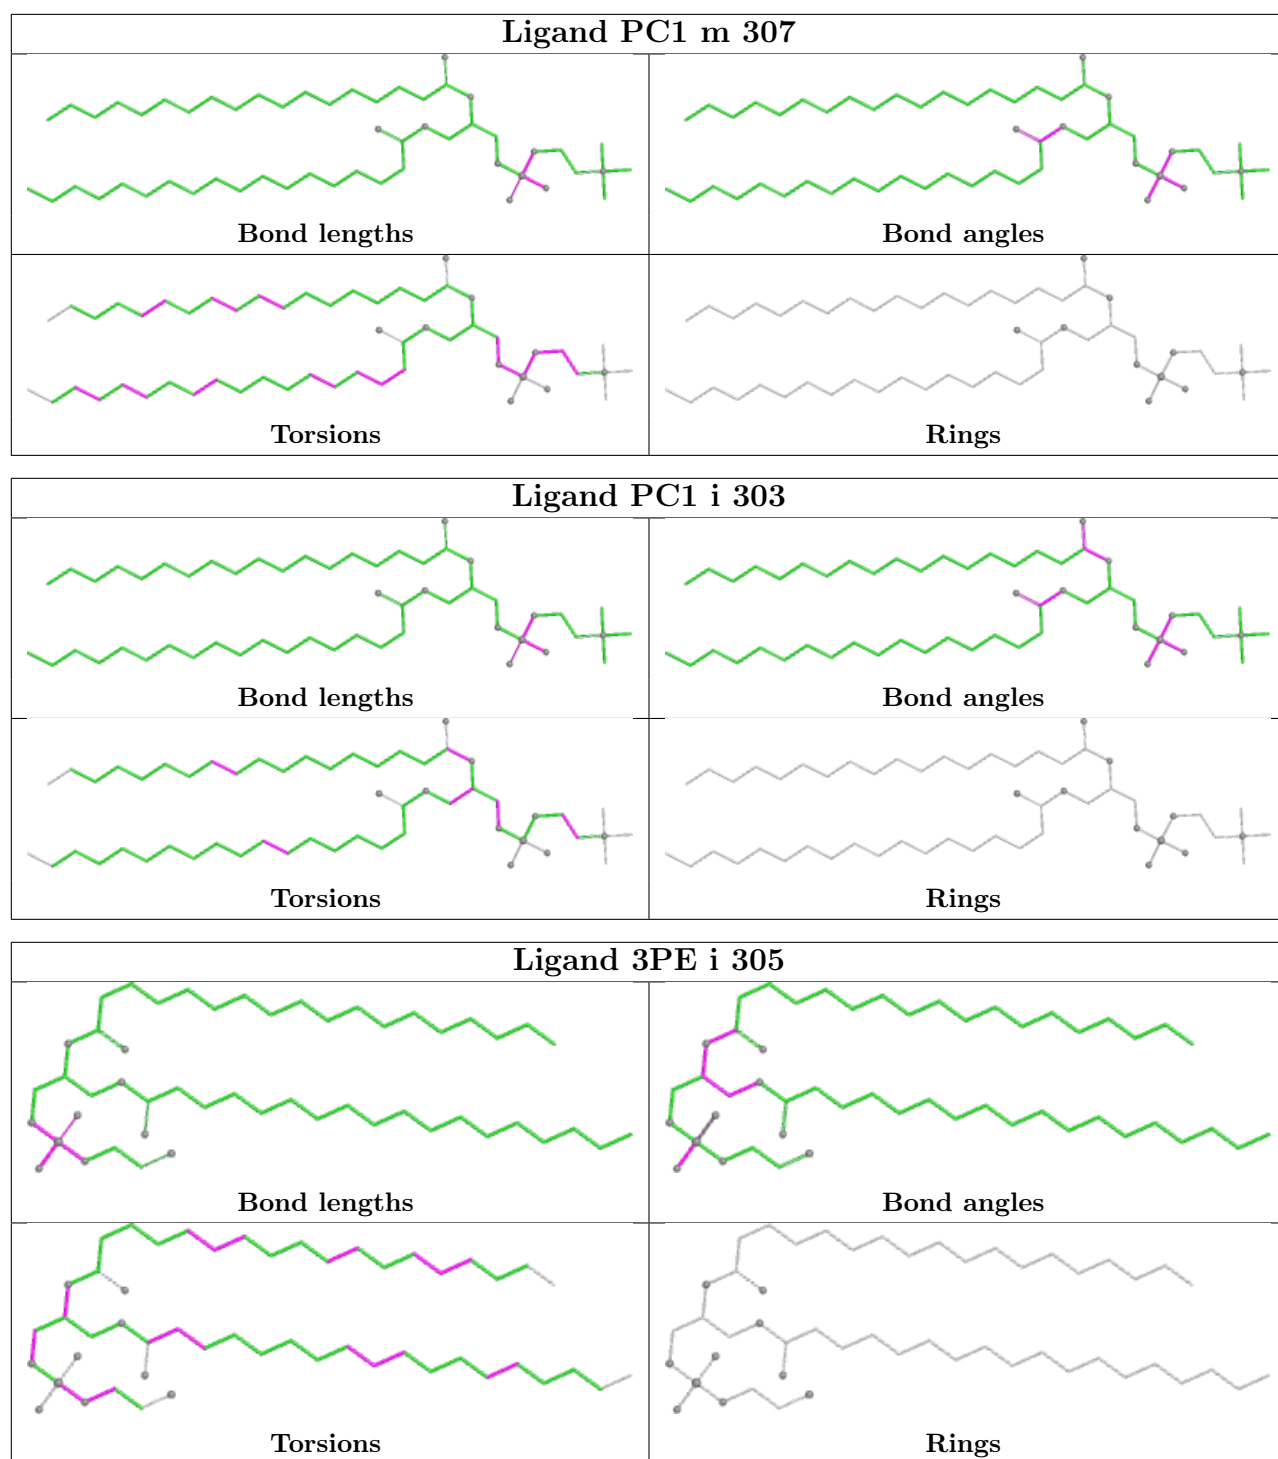 Ligand PC1 m 307
Bond lengths
Bond angles
Torsions
Rings
Ligand PC1 i 303
Bond lengths
Bond angles
Torsions
Rings
Ligand 3PE i 305
Bond lengths
Bond angles
Torsions
Rings